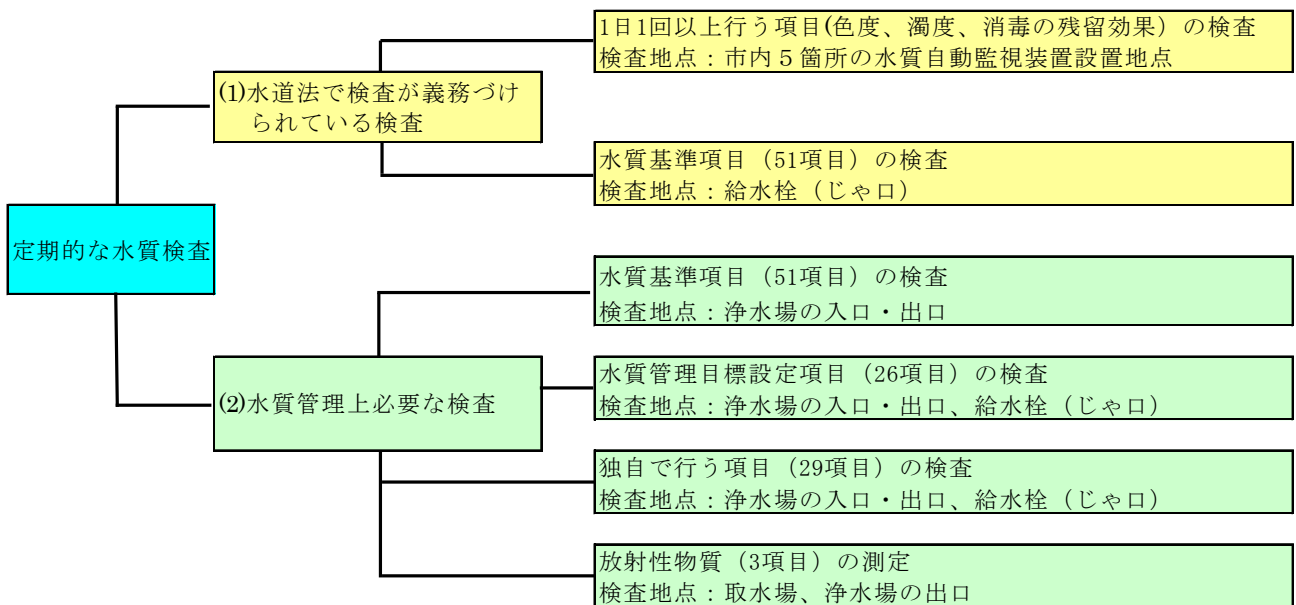 1日1回以上行う項目(色度、濁度、消毒の残留効果）の検査
検査地点：市内５箇所の水質自動監視装置設置地点
(1)水道法で検査が義務づけ
られている検査
水質基準項目（51項目）の検査
検査地点：給水栓（じゃ口）
定期的な水質検査
水質基準項目（51項目）の検査
検査地点：浄水場の入口・出口
(2)水質管理上必要な検査
水質管理目標設定項目（26項目）の検査
検査地点：浄水場の入口・出口、給水栓（じゃ口）
独自で行う項目（29項目）の検査
検査地点：浄水場の入口・出口、給水栓（じゃ口）
放射性物質（3項目）の測定
検査地点：取水場、浄水場の出口